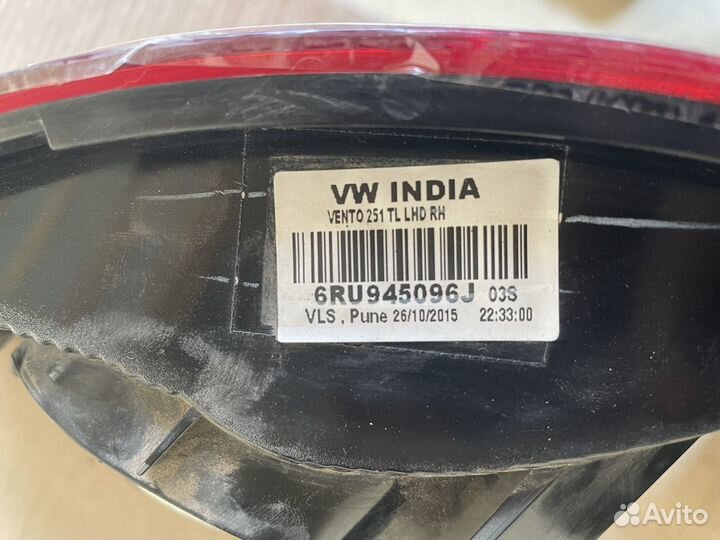 VW INDIA
VENTO 251 TL LHD RH
6RU945096J 03S
VLS , Pune 26/10/2015 22:33:00
Avito